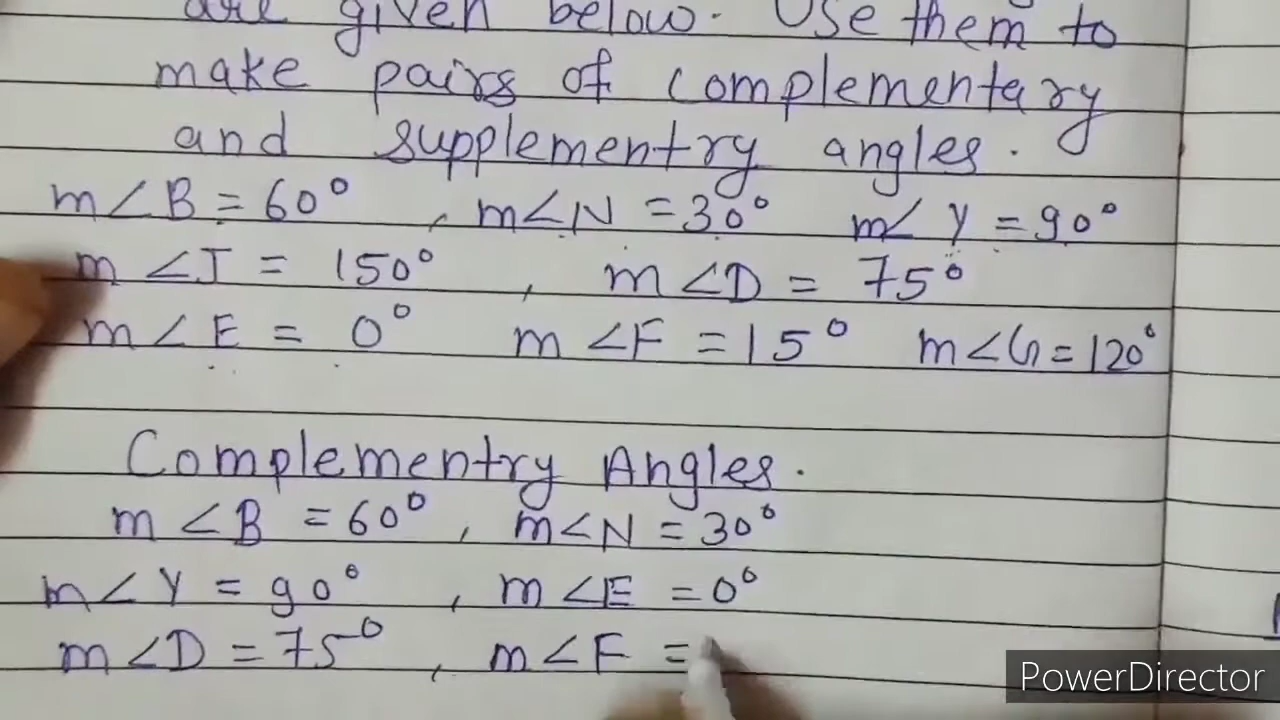 are given below. Use them to
make pairs of complementary
and supplementry angles.
m∠B = 60° , m∠N = 30° m∠Y = 90°
m∠J = 150° , m∠D = 75°
m∠E = 0° m∠F = 15° m∠G = 120°
Complementry Angles.
m∠B = 60° , m∠N = 30°
m∠Y = 90° , m∠E = 0°
m∠D = 75° , m∠F =
PowerDirector